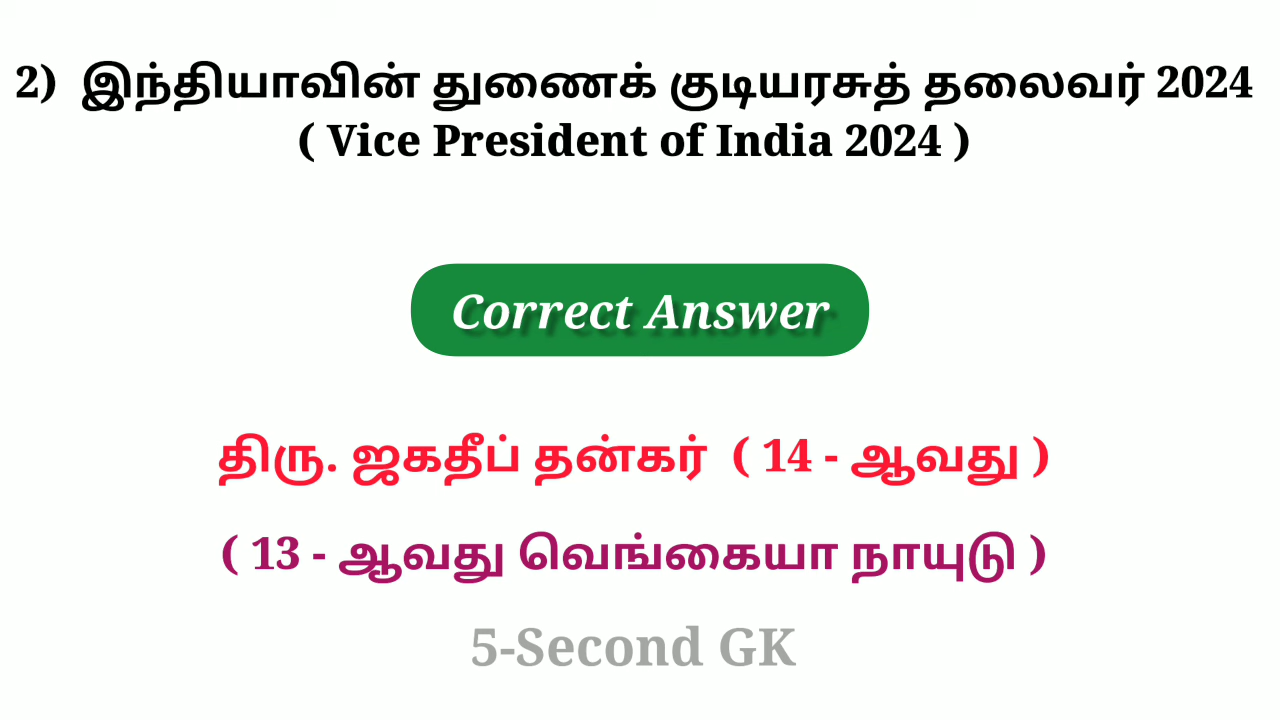 2) இந்தியாவின் துணைக் குடியரசுத் தலைவர் 2024
( Vice President of India 2024 )
Correct Answer
திரு. ஜகதீப் தன்கர் ( 14 - ஆவது )
( 13 - ஆவது வெங்கையா நாயுடு )
5-Second GK